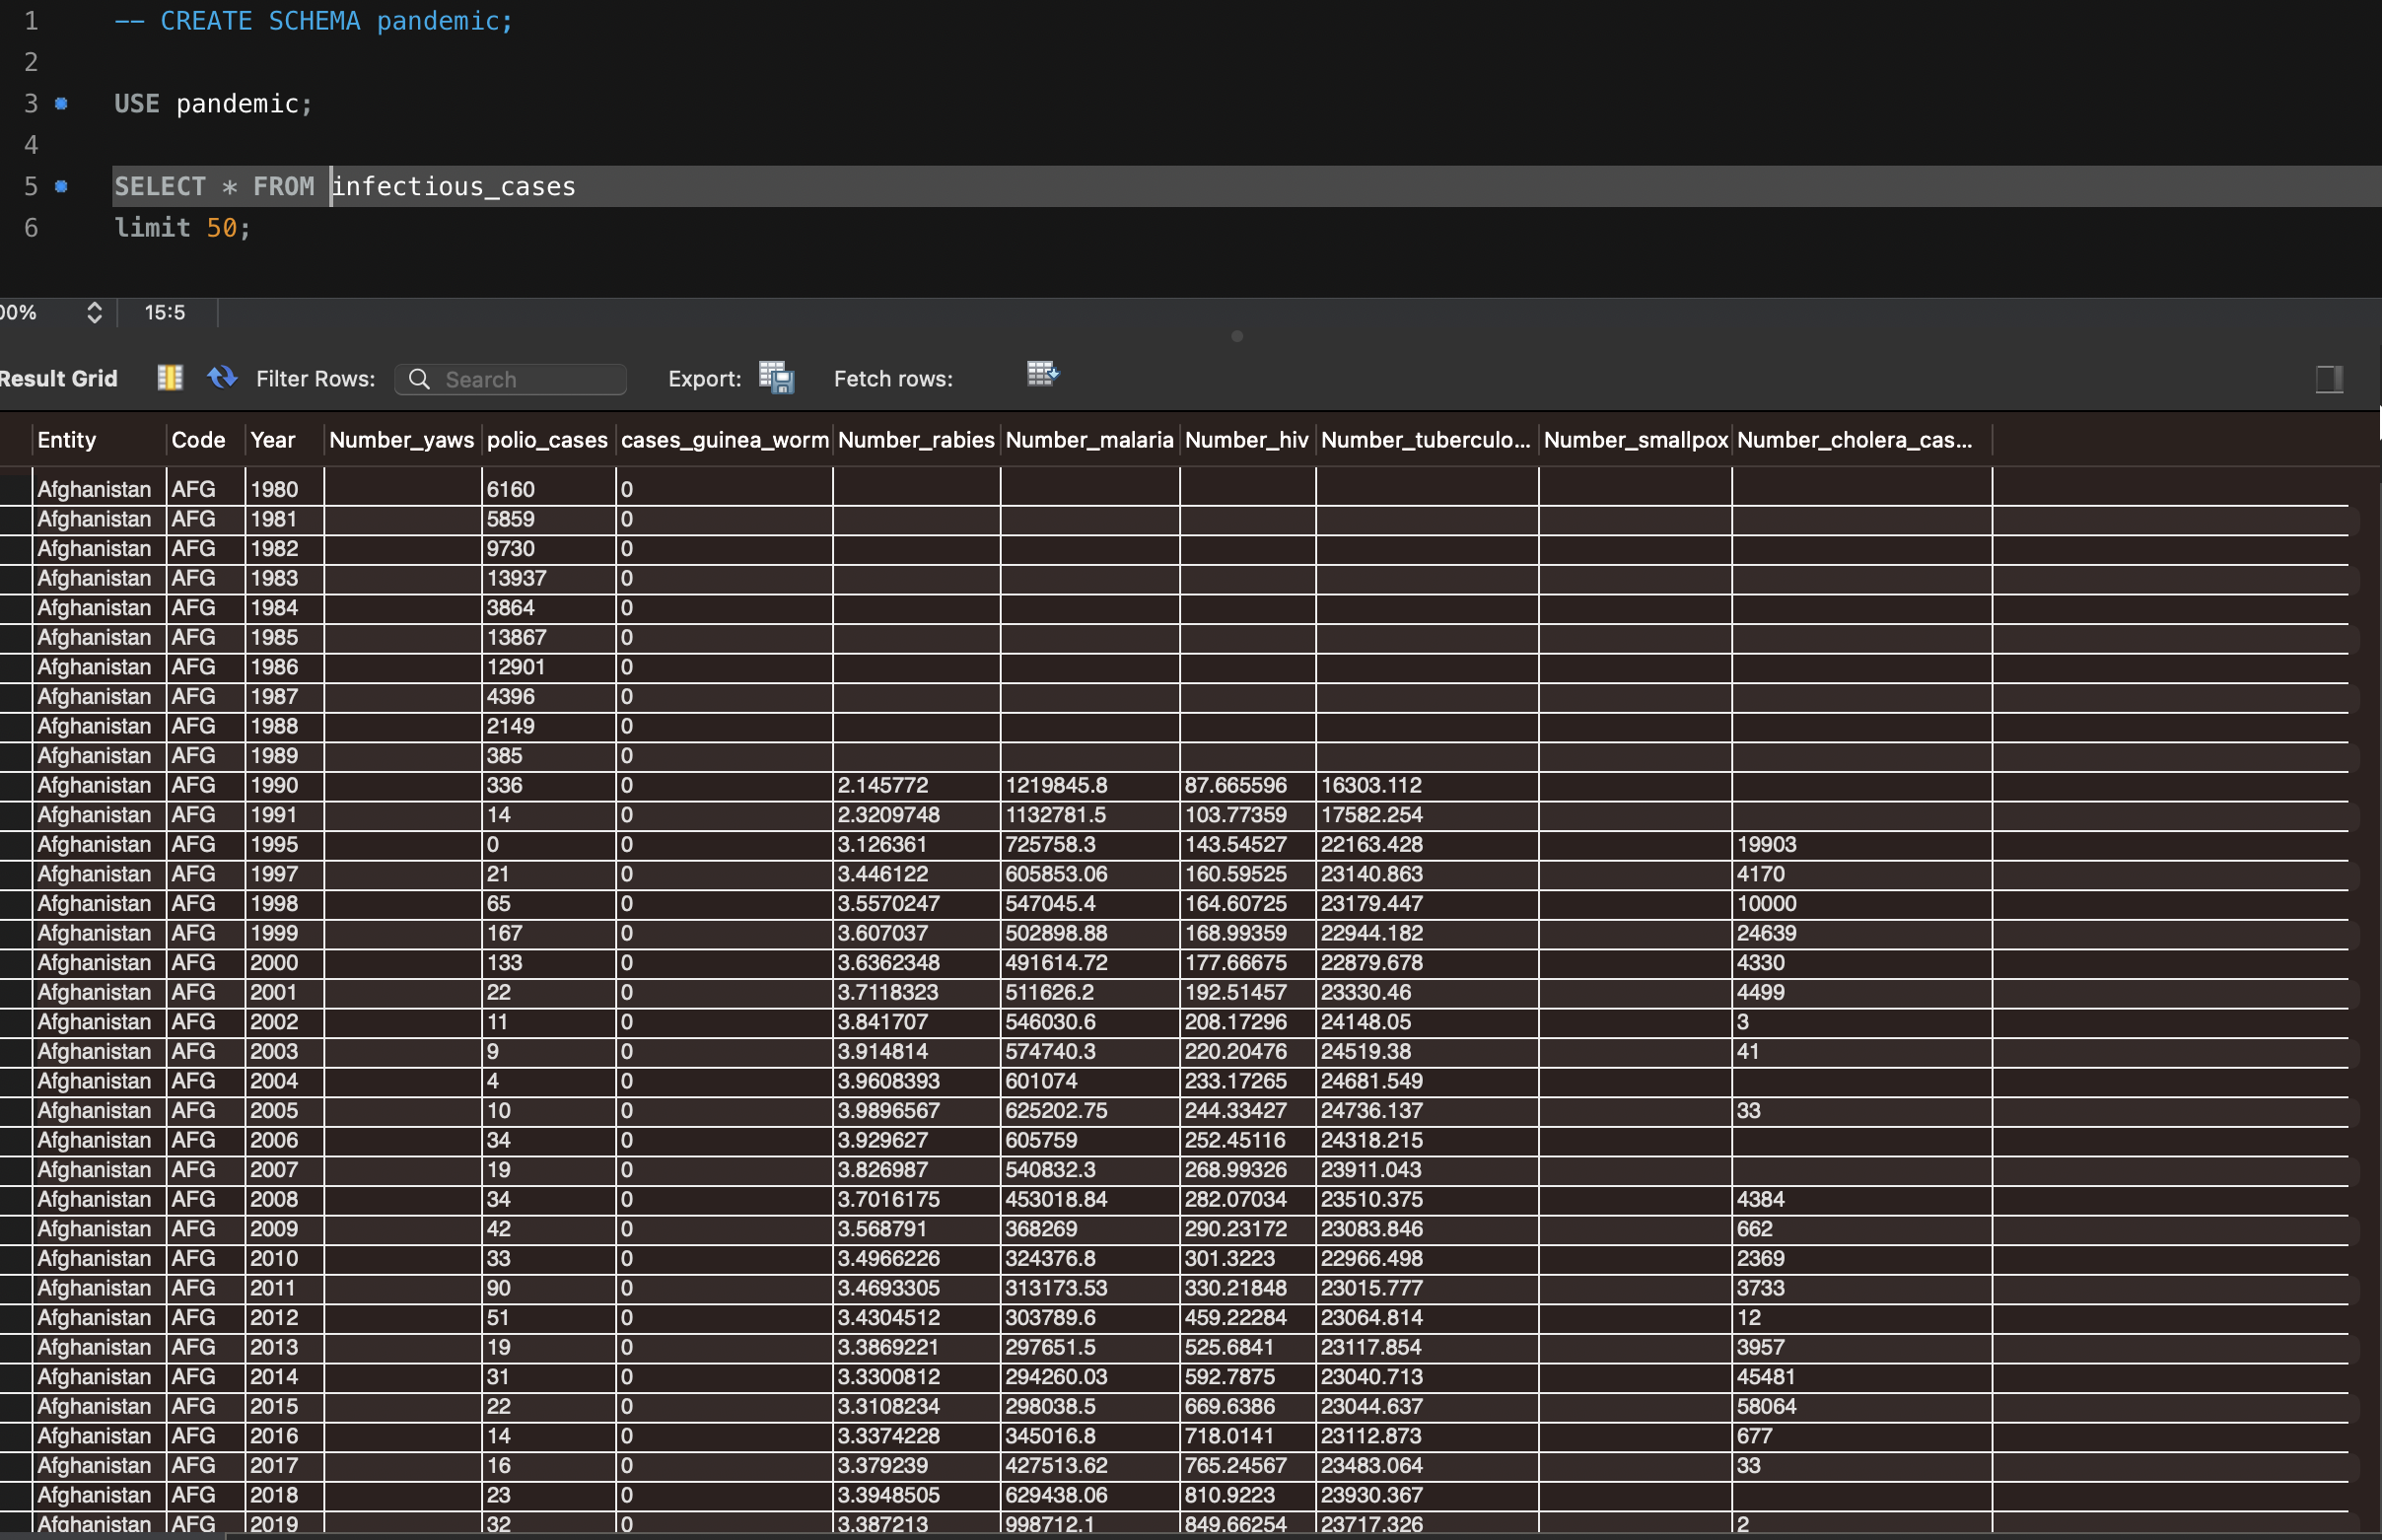 1 -- CREATE SCHEMA pandemic;
2
3 USE pandemic;
4
5 SELECT * FROM infectious_cases
6 limit 50;
00% 15:5
Result Grid Filter Rows: Search Export: Fetch rows:
Entity Code Year Number_yaws polio_cases cases_guinea_worm Number_rabies Number_malaria Number_hiv Number_tuberculo... Number_smallpox Number_cholera_cas...
Afghanistan AFG 1980 6160 0
Afghanistan AFG 1981 5859 0
Afghanistan AFG 1982 9730 0
Afghanistan AFG 1983 13937 0
Afghanistan AFG 1984 3864 0
Afghanistan AFG 1985 13867 0
Afghanistan AFG 1986 12901 0
Afghanistan AFG 1987 4396 0
Afghanistan AFG 1988 2149 0
Afghanistan AFG 1989 385 0
Afghanistan AFG 1990 336 0 2.145772 1219845.8 87.665596 16303.112
Afghanistan AFG 1991 14 0 2.3209748 1132781.5 103.77359 17582.254
Afghanistan AFG 1995 0 0 3.126361 725758.3 143.54527 22163.428 19903
Afghanistan AFG 1997 21 0 3.446122 605853.06 160.59525 23140.863 4170
Afghanistan AFG 1998 65 0 3.5570247 547045.4 164.60725 23179.447 10000
Afghanistan AFG 1999 167 0 3.607037 502898.88 168.99359 22944.182 24639
Afghanistan AFG 2000 133 0 3.6362348 491614.72 177.66675 22879.678 4330
Afghanistan AFG 2001 22 0 3.7118323 511626.2 192.51457 23330.46 4499
Afghanistan AFG 2002 11 0 3.841707 546030.6 208.17296 24148.05 3
Afghanistan AFG 2003 9 0 3.914814 574740.3 220.20476 24519.38 41
Afghanistan AFG 2004 4 0 3.9608393 601074 233.17265 24681.549
Afghanistan AFG 2005 10 0 3.9896567 625202.75 244.33427 24736.137 33
Afghanistan AFG 2006 34 0 3.929627 605759 252.45116 24318.215
Afghanistan AFG 2007 19 0 3.826987 540832.3 268.99326 23911.043
Afghanistan AFG 2008 34 0 3.7016175 453018.84 282.07034 23510.375 4384
Afghanistan AFG 2009 42 0 3.568791 368269 290.23172 23083.846 662
Afghanistan AFG 2010 33 0 3.4966226 324376.8 301.3223 22966.498 2369
Afghanistan AFG 2011 90 0 3.4693305 313173.53 330.21848 23015.777 3733
Afghanistan AFG 2012 51 0 3.4304512 303789.6 459.22284 23064.814 12
Afghanistan AFG 2013 19 0 3.3869221 297651.5 525.6841 23117.854 3957
Afghanistan AFG 2014 31 0 3.3300812 294260.03 592.7875 23040.713 45481
Afghanistan AFG 2015 22 0 3.3108234 298038.5 669.6386 23044.637 58064
Afghanistan AFG 2016 14 0 3.3374228 345016.8 718.0141 23112.873 677
Afghanistan AFG 2017 16 0 3.379239 427513.62 765.24567 23483.064 33
Afghanistan AFG 2018 23 0 3.3948505 629438.06 810.9223 23930.367
Afghanistan AFG 2019 32 0 3.387213 998712.1 849.66254 23717.326 2